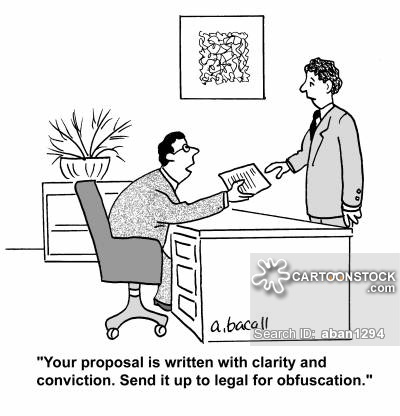 a.bacall
CARTOONSTOCK
.com
Search ID: aban1294
"Your proposal is written with clarity and
conviction. Send it up to legal for obfuscation."